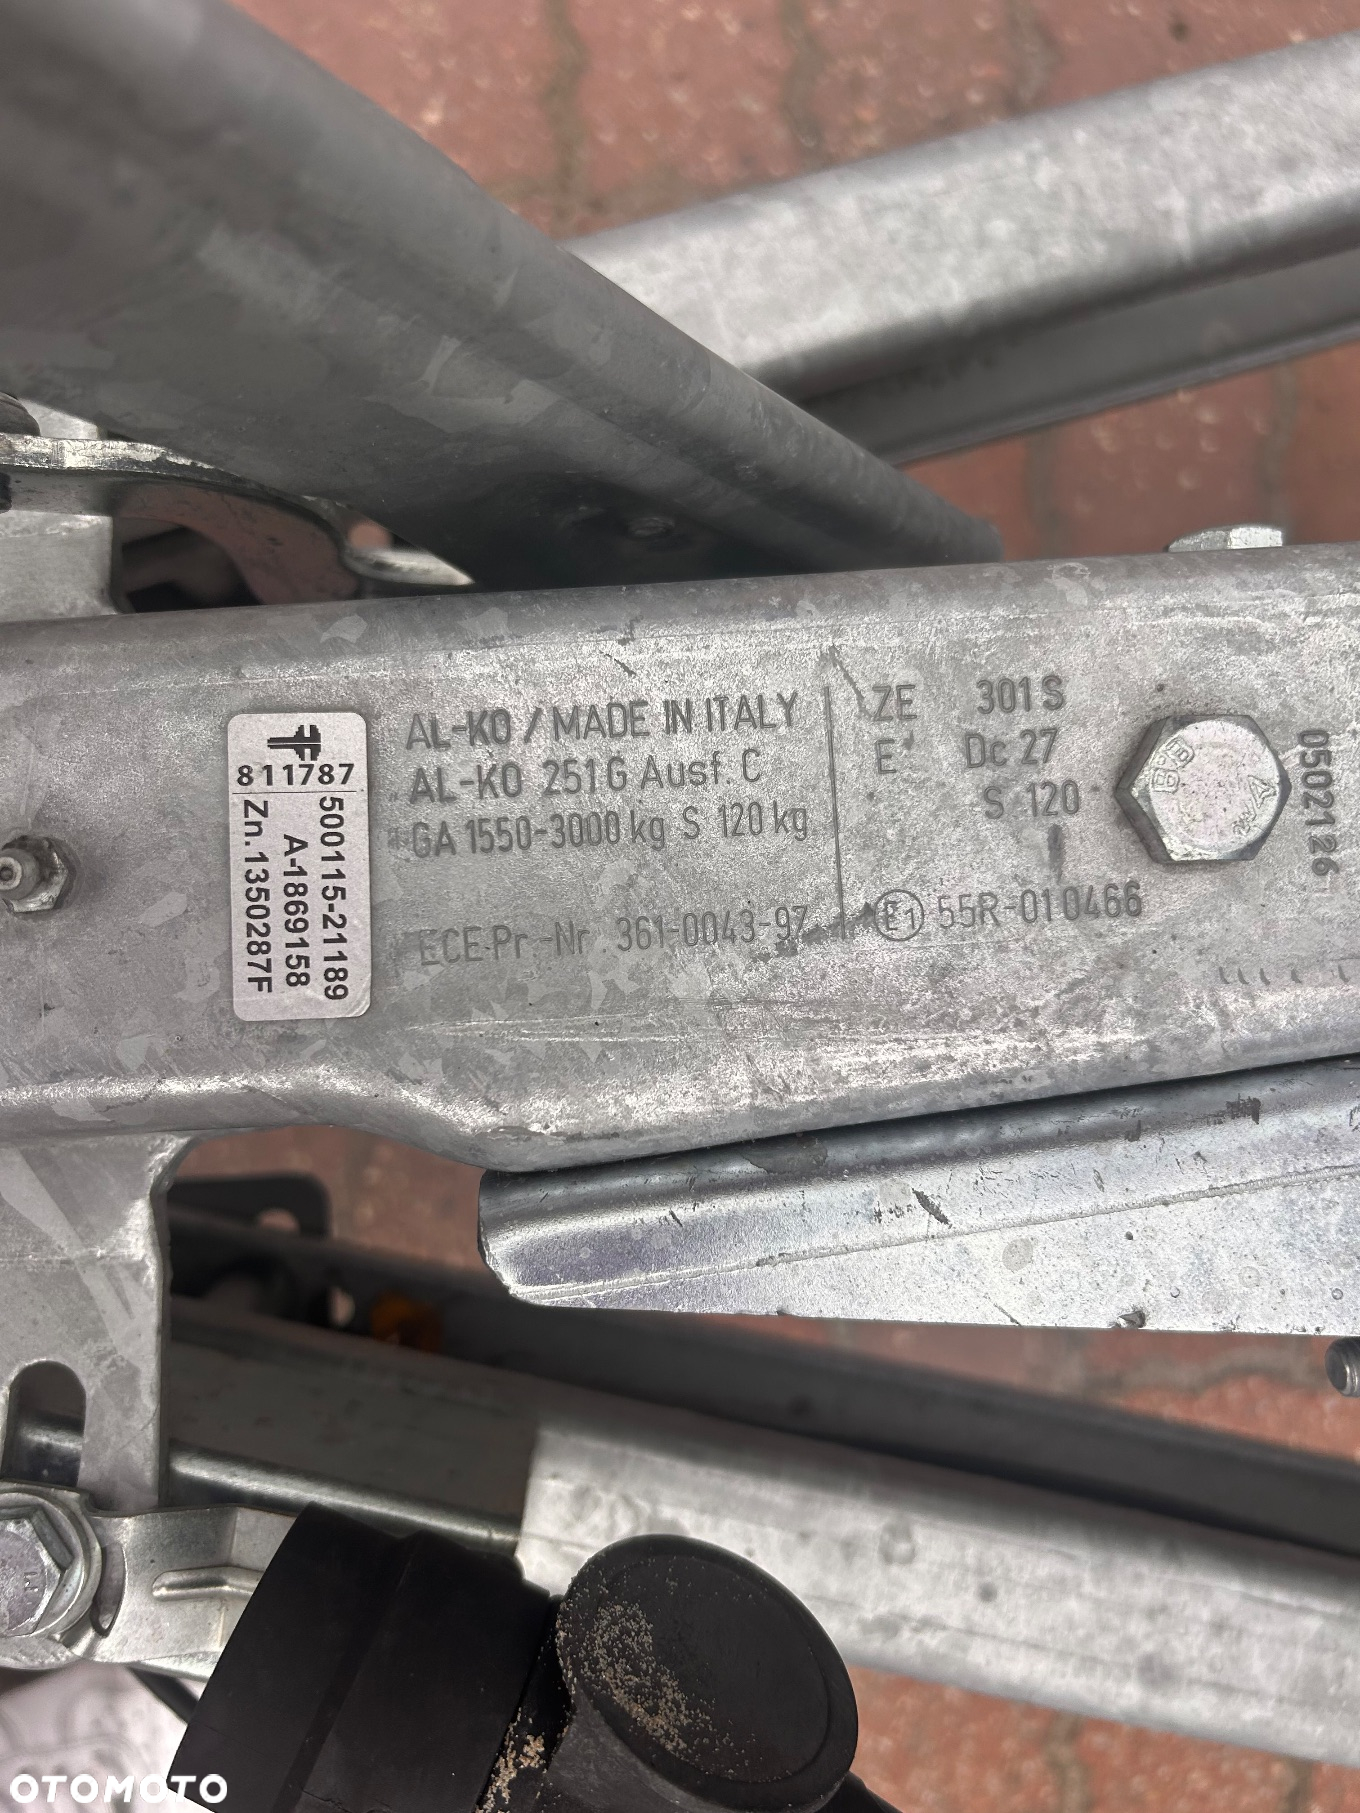 811787
500115-21189
A-1869158
Zn.1350287F
AL-KO / MADE IN ITALY
AL-KO 251G Ausf. C
GA 1550-3000 kg S 120 kg
ECE-Pr-Nr 361-0043-97
ZE 301 S
E Dc 27
S 120
E1 55R-010466
BB
0502126
OTOMOTO